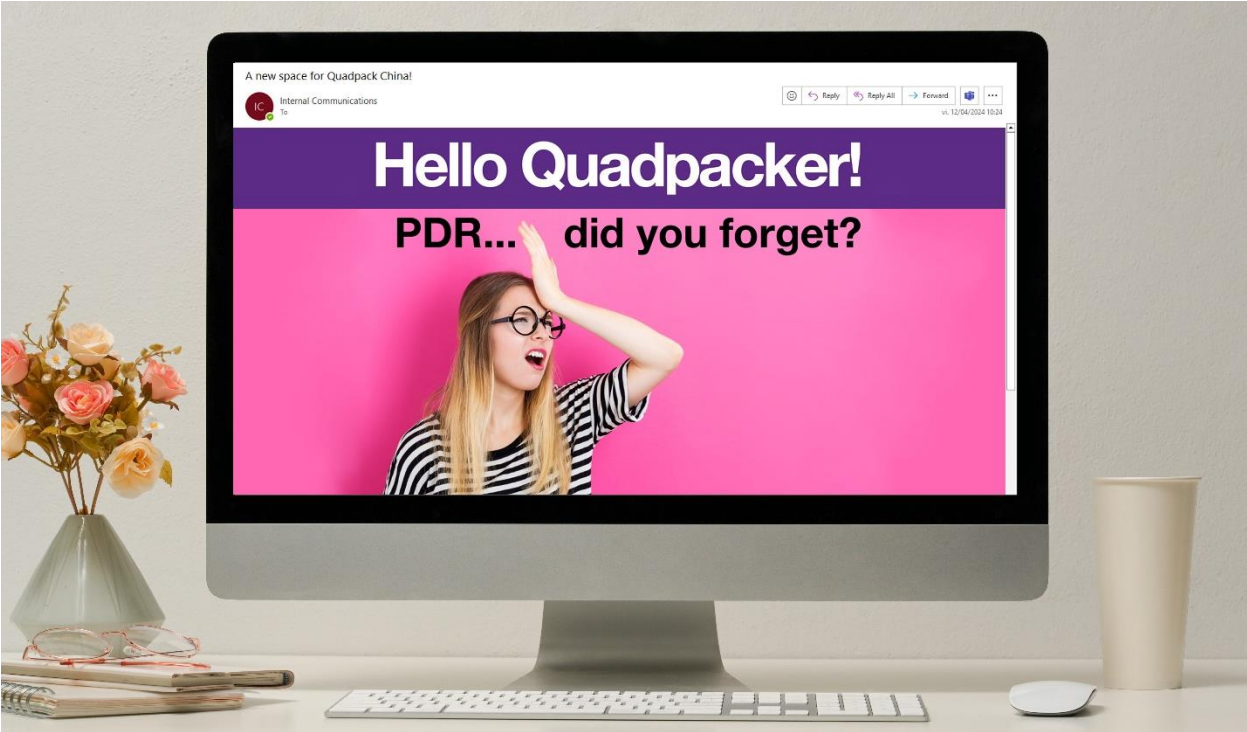 A new space for Quadpack China!
IC
Internal Communications
To
Reply
Reply All
Forward
vi. 12/04/2024 10:24
Hello Quadpacker!
PDR... did you forget?